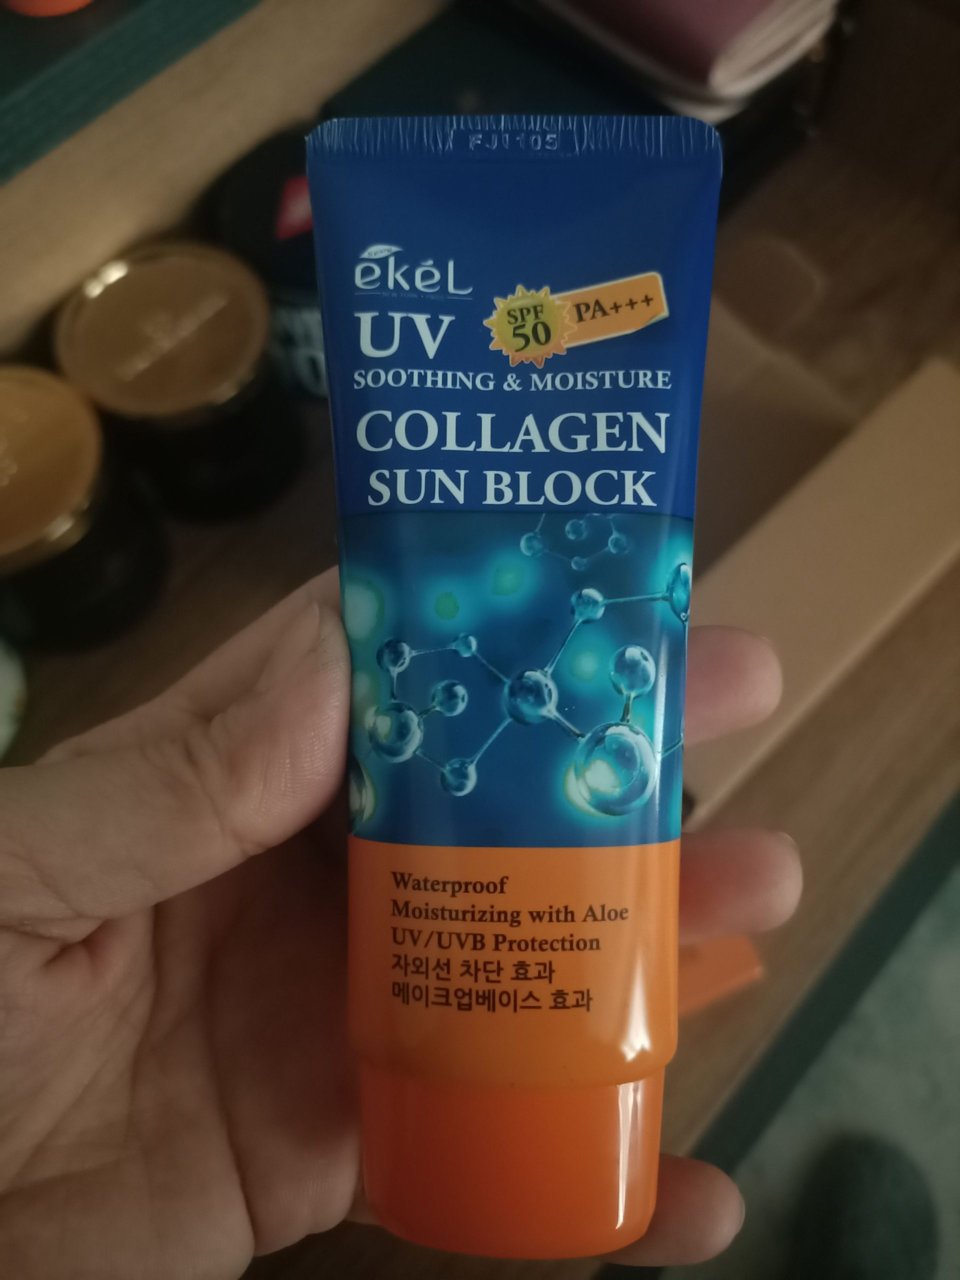 FJ1105
ekéL
UV
SPF
50
PA+++
SOOTHING & MOISTURE
COLLAGEN
SUN BLOCK
Waterproof
Moisturizing with Aloe
UV/UVB Protection
자외선 차단 효과
메이크업베이스 효과